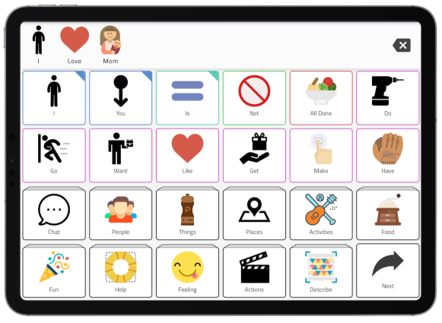 I Love Mom
I You Is Not All Done Do
Go Want Like Get Make Have
Chat People Things Places Activities Food
Fun Help Feeling Actions Describe Next